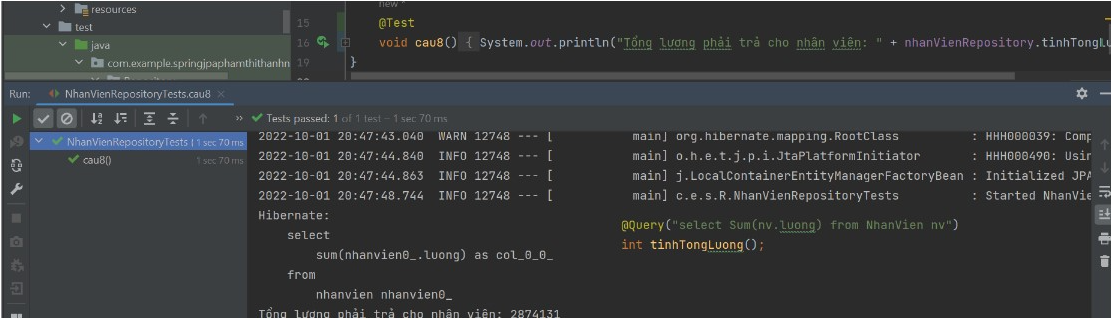 resources
test
java
com.example.springjpaphamthithanhn
new *
15 @Test
16 void cau8() { System.out.println("Tổng lương phải trả cho nhân viên: " + nhanVienRepository.tinhTongLu
19 }
Run: NhanVienRepositoryTests.cau8 ×
» Tests passed: 1 of 1 test – 1 sec 70 ms
NhanVienRepositoryTests 1 sec 70 ms
cau8() 1 sec 70 ms
2022-10-01 20:47:43.040 WARN 12748 --- [ main] org.hibernate.mapping.RootClass : HHH000039: Comp
2022-10-01 20:47:44.840 INFO 12748 --- [ main] o.h.e.t.j.p.i.JtaPlatformInitiator : HHH000490: Usin
2022-10-01 20:47:44.863 INFO 12748 --- [ main] j.LocalContainerEntityManagerFactoryBean : Initialized JPA
2022-10-01 20:47:48.744 INFO 12748 --- [ main] c.e.s.R.NhanVienRepositoryTests : Started NhanVie
Hibernate:
select
sum(nhanvien0_.luong) as col_0_0_
from
nhanvien nhanvien0_
Tổng lương phải trả cho nhân viên: 2874131
@Query("select Sum(nv.luong) from NhanVien nv")
int tinhTongLuong();